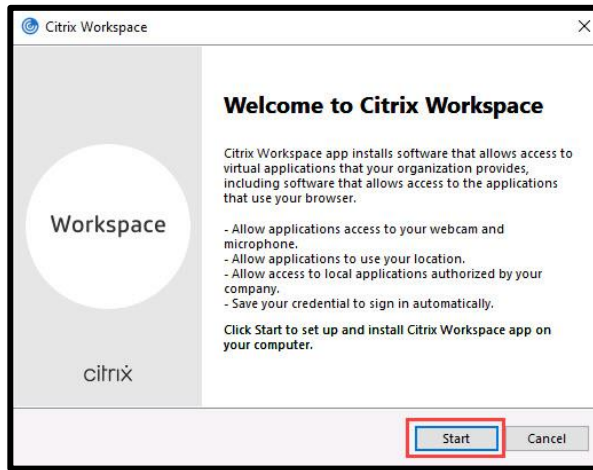 Citrix Workspace
Welcome to Citrix Workspace
Citrix Workspace app installs software that allows access to
virtual applications that your organization provides,
including software that allows access to the applications
that use your browser.
- Allow applications access to your webcam and
microphone.
- Allow applications to use your location.
- Allow access to local applications authorized by your
company.
- Save your credential to sign in automatically.
Click Start to set up and install Citrix Workspace app on
your computer.
Workspace
citrix
Start Cancel